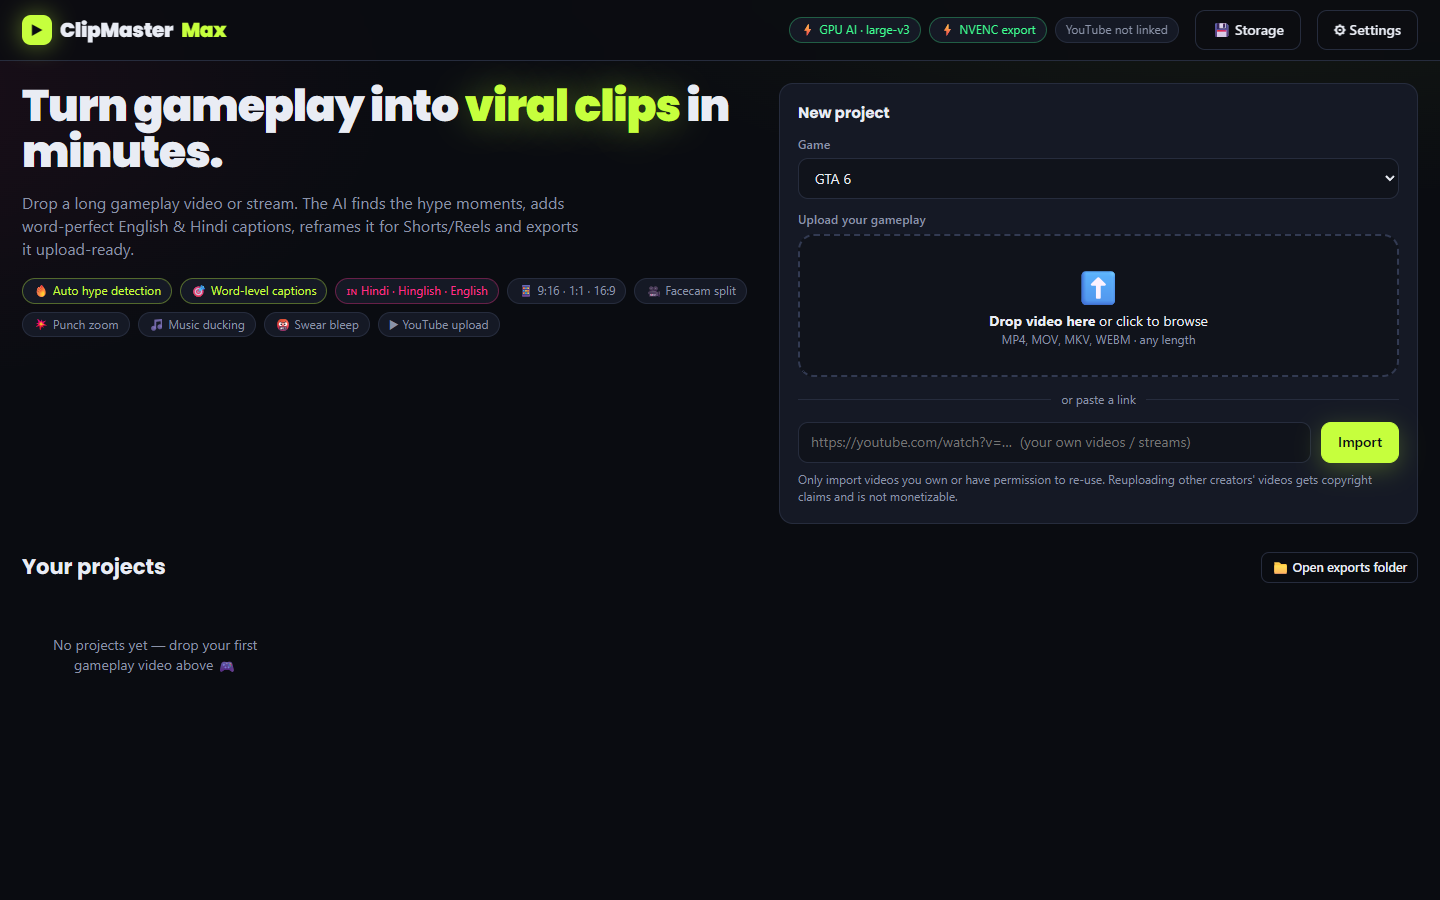 ClipMaster Max
GPU AI · large-v3
NVENC export
YouTube not linked
Storage
Settings
Turn gameplay into viral clips in
minutes.
Drop a long gameplay video or stream. The AI finds the hype moments, adds
word-perfect English & Hindi captions, reframes it for Shorts/Reels and exports
it upload-ready.
Auto hype detection
Word-level captions
IN Hindi · Hinglish · English
9:16 · 1:1 · 16:9
Facecam split
Punch zoom
Music ducking
Swear bleep
YouTube upload
New project
Game
GTA 6
Upload your gameplay
Drop video here or click to browse
MP4, MOV, MKV, WEBM · any length
or paste a link
https://youtube.com/watch?v=... (your own videos / streams)
Import
Only import videos you own or have permission to re-use. Reuploading other creators' videos gets copyright
claims and is not monetizable.
Your projects
Open exports folder
No projects yet — drop your first
gameplay video above